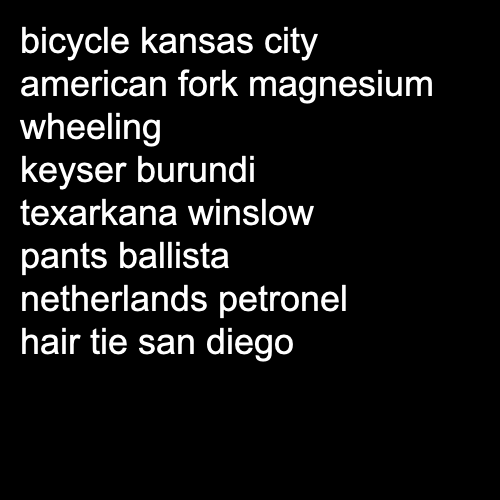 bicycle kansas city
american fork magnesium
wheeling
keyser burundi
texarkana winslow
pants ballista
netherlands petronel
hair tie san diego